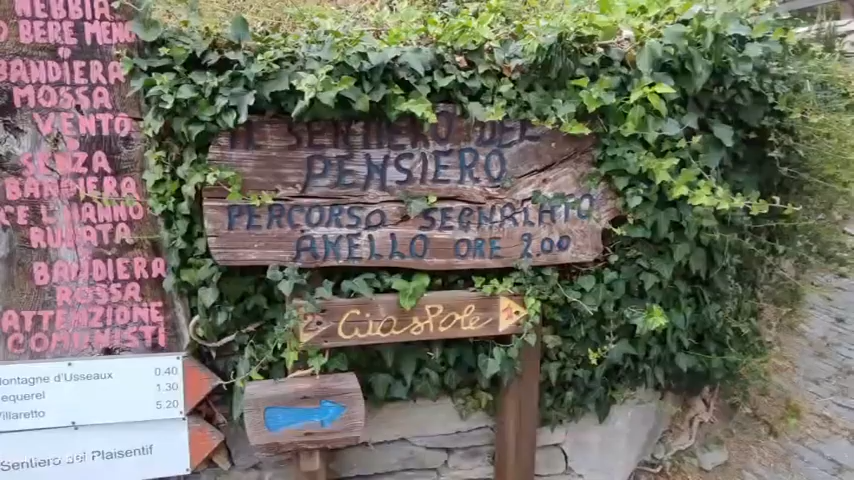 NEBBIA
BERE MENO
BANDIERA
MOSSA
VENTO
SENZA
BANDIERA
CE L'HANNO
RUBATA
BANDIERA
ROSSA
ATTENZIONE
COMUNISTI
IL SENTIERO DEL
PENSIERO
PERCORSO SEGNALATO
ANELLO ORE 2.00
CiasPole
ontagne di Usseaux 0.40
equerel 1.30
Villaretto 5.25
Sentiero dei Plaisentif